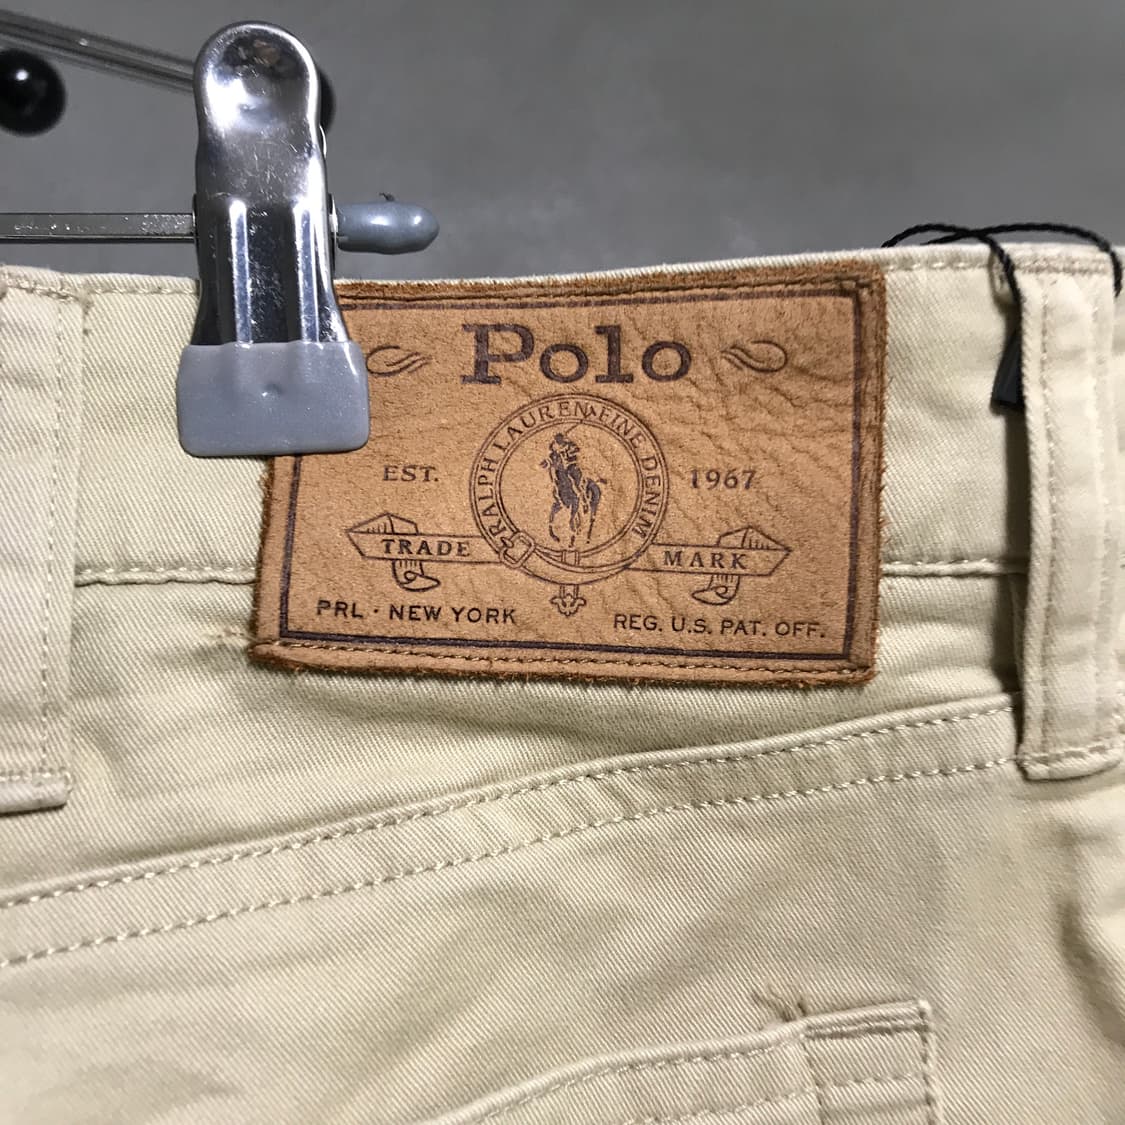 Polo
RALPH LAUREN FINE DENIM
EST. 1967
TRADE MARK
PRL · NEW YORK REG. U.S. PAT. OFF.